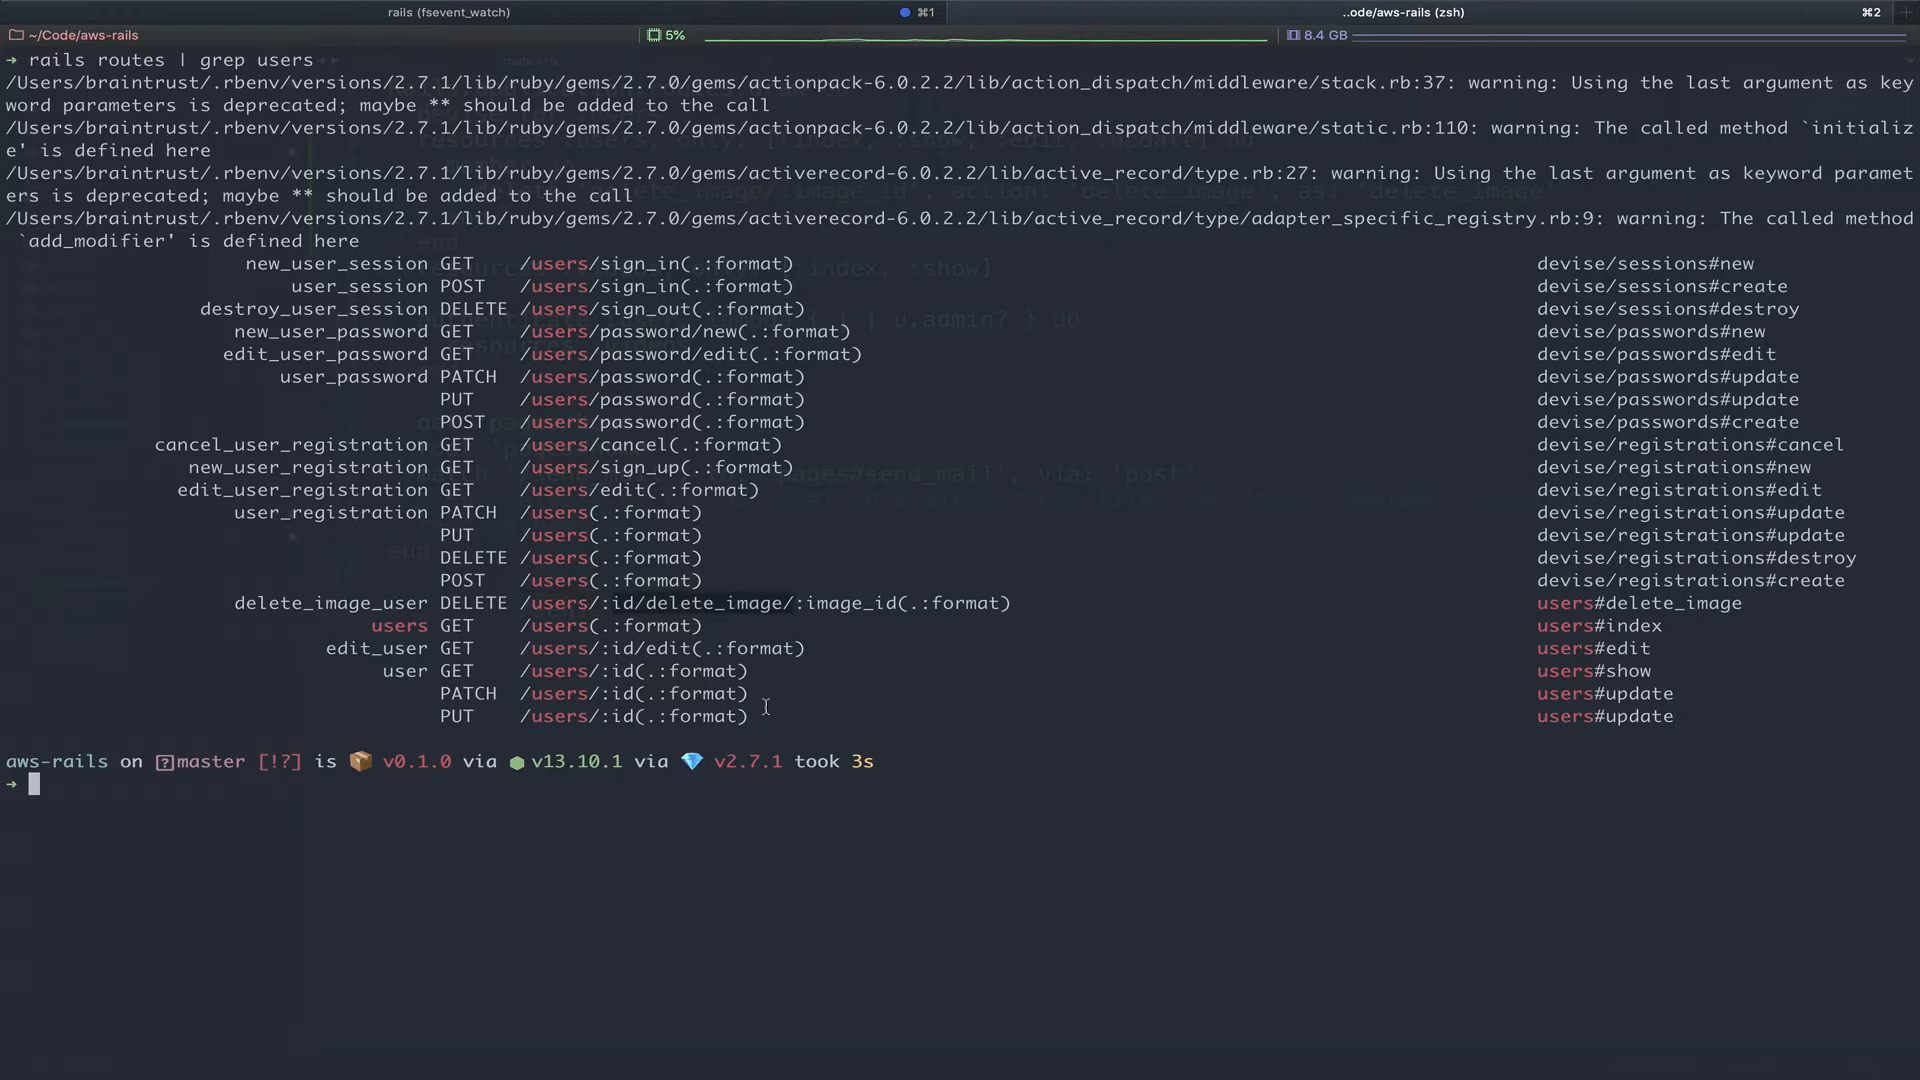 rails (fsevent_watch) ⌘1 ..ode/aws-rails (zsh) ⌘2
~/Code/aws-rails 5% 8.4 GB
➜ rails routes | grep users
/Users/braintrust/.rbenv/versions/2.7.1/lib/ruby/gems/2.7.0/gems/actionpack-6.0.2.2/lib/action_dispatch/middleware/stack.rb:37: warning: Using the last argument as key
word parameters is deprecated; maybe ** should be added to the call
/Users/braintrust/.rbenv/versions/2.7.1/lib/ruby/gems/2.7.0/gems/actionpack-6.0.2.2/lib/action_dispatch/middleware/static.rb:110: warning: The called method `initializ
e' is defined here
/Users/braintrust/.rbenv/versions/2.7.1/lib/ruby/gems/2.7.0/gems/activerecord-6.0.2.2/lib/active_record/type.rb:27: warning: Using the last argument as keyword paramet
ers is deprecated; maybe ** should be added to the call
/Users/braintrust/.rbenv/versions/2.7.1/lib/ruby/gems/2.7.0/gems/activerecord-6.0.2.2/lib/active_record/type/adapter_specific_registry.rb:9: warning: The called method
`add_modifier' is defined here
new_user_session GET /users/sign_in(.:format) devise/sessions#new
user_session POST /users/sign_in(.:format) devise/sessions#create
destroy_user_session DELETE /users/sign_out(.:format) devise/sessions#destroy
new_user_password GET /users/password/new(.:format) devise/passwords#new
edit_user_password GET /users/password/edit(.:format) devise/passwords#edit
user_password PATCH /users/password(.:format) devise/passwords#update
PUT /users/password(.:format) devise/passwords#update
POST /users/password(.:format) devise/passwords#create
cancel_user_registration GET /users/cancel(.:format) devise/registrations#cancel
new_user_registration GET /users/sign_up(.:format) devise/registrations#new
edit_user_registration GET /users/edit(.:format) devise/registrations#edit
user_registration PATCH /users(.:format) devise/registrations#update
PUT /users(.:format) devise/registrations#update
DELETE /users(.:format) devise/registrations#destroy
POST /users(.:format) devise/registrations#create
delete_image_user DELETE /users/:id/delete_image/:image_id(.:format) users#delete_image
users GET /users(.:format) users#index
edit_user GET /users/:id/edit(.:format) users#edit
user GET /users/:id(.:format) users#show
PATCH /users/:id(.:format) users#update
PUT /users/:id(.:format) users#update
aws-rails on master [!?] is 📦 v0.1.0 via ⬢ v13.10.1 via 💎 v2.7.1 took 3s
➜